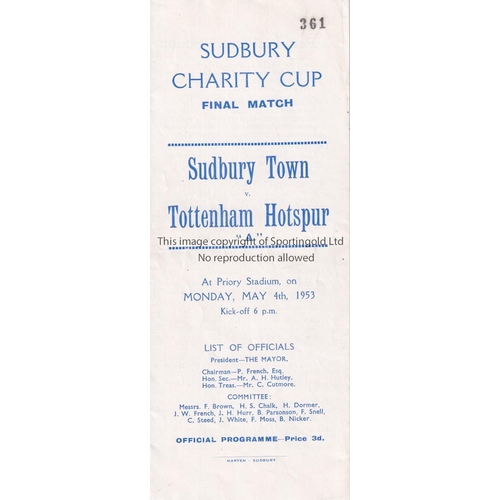 361
SUDBURY
CHARITY CUP
FINAL MATCH
Sudbury Town
v.
Tottenham Hotspur
"A"
This image copyright of Sportingold Ltd
No reproduction allowed
At Priory Stadium, on
MONDAY, MAY 4th, 1953
Kick-off 6 p.m.
LIST OF OFFICIALS
President—THE MAYOR.
Chairman—P. French, Esq.
Hon. Sec.—Mr. A. H. Hutley.
Hon. Treas.—Mr. C. Cutmore.
COMMITTEE:
Messrs. F. Brown, H. S. Chalk, H. Dormer,
J. W. French, J. H. Hurr, B. Parsonson, F. Snell,
C. Steed, J. White, F. Moss, B. Nicker.
OFFICIAL PROGRAMME—Price 3d.
MARTEN - SUDBURY